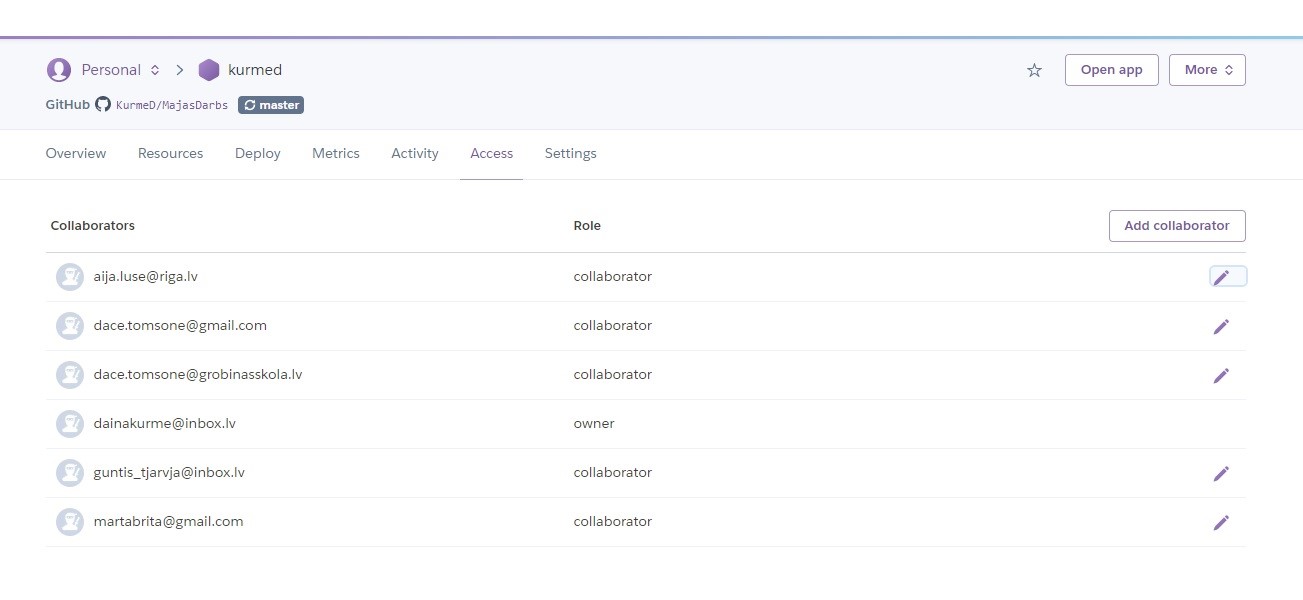 Personal kurmed Open app More
GitHub KurmeD/MajasDarbs master
Overview Resources Deploy Metrics Activity Access Settings
Collaborators Role Add collaborator
aija.luse@riga.lv collaborator
dace.tomsone@gmail.com collaborator
dace.tomsone@grobinasskola.lv collaborator
dainakurme@inbox.lv owner
guntis_tjarvja@inbox.lv collaborator
martabrita@gmail.com collaborator